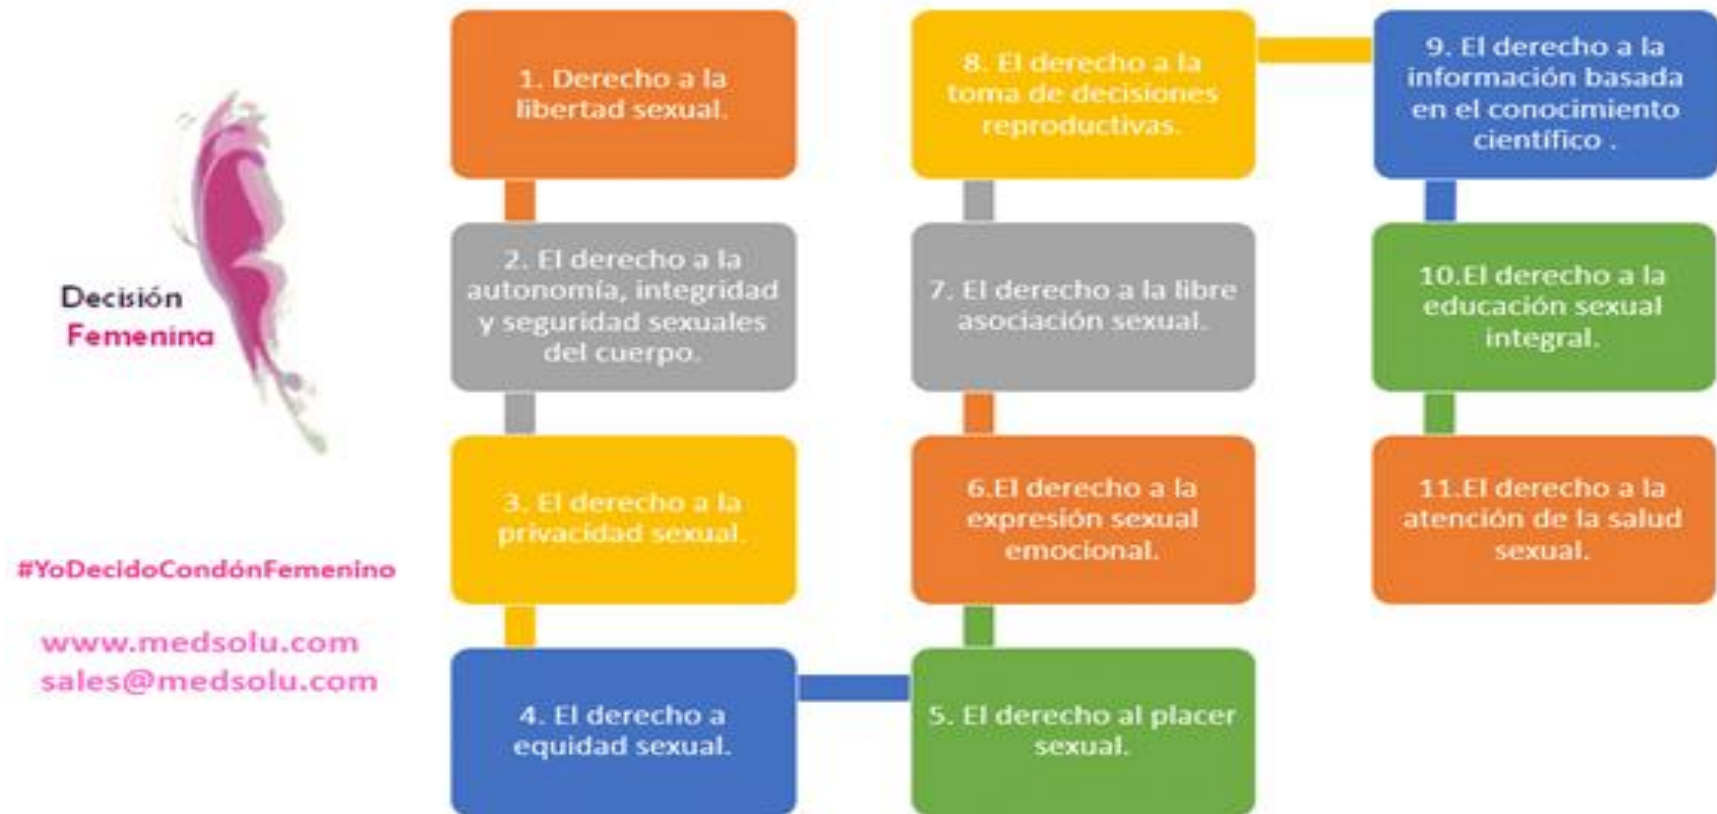 Decisión
Femenina
#YoDecidoCondónFemenino
www.medsolu.com
sales@medsolu.com
1. Derecho a la
libertad sexual.
2. El derecho a la
autonomía, integridad
y seguridad sexuales
del cuerpo.
3. El derecho a la
privacidad sexual.
4. El derecho a
equidad sexual.
5. El derecho al placer
sexual.
6.El derecho a la
expresión sexual
emocional.
7. El derecho a la libre
asociación sexual.
8. El derecho a la
toma de decisiones
reproductivas.
9. El derecho a la
información basada
en el conocimiento
científico .
10.El derecho a la
educación sexual
integral.
11.El derecho a la
atención de la salud
sexual.